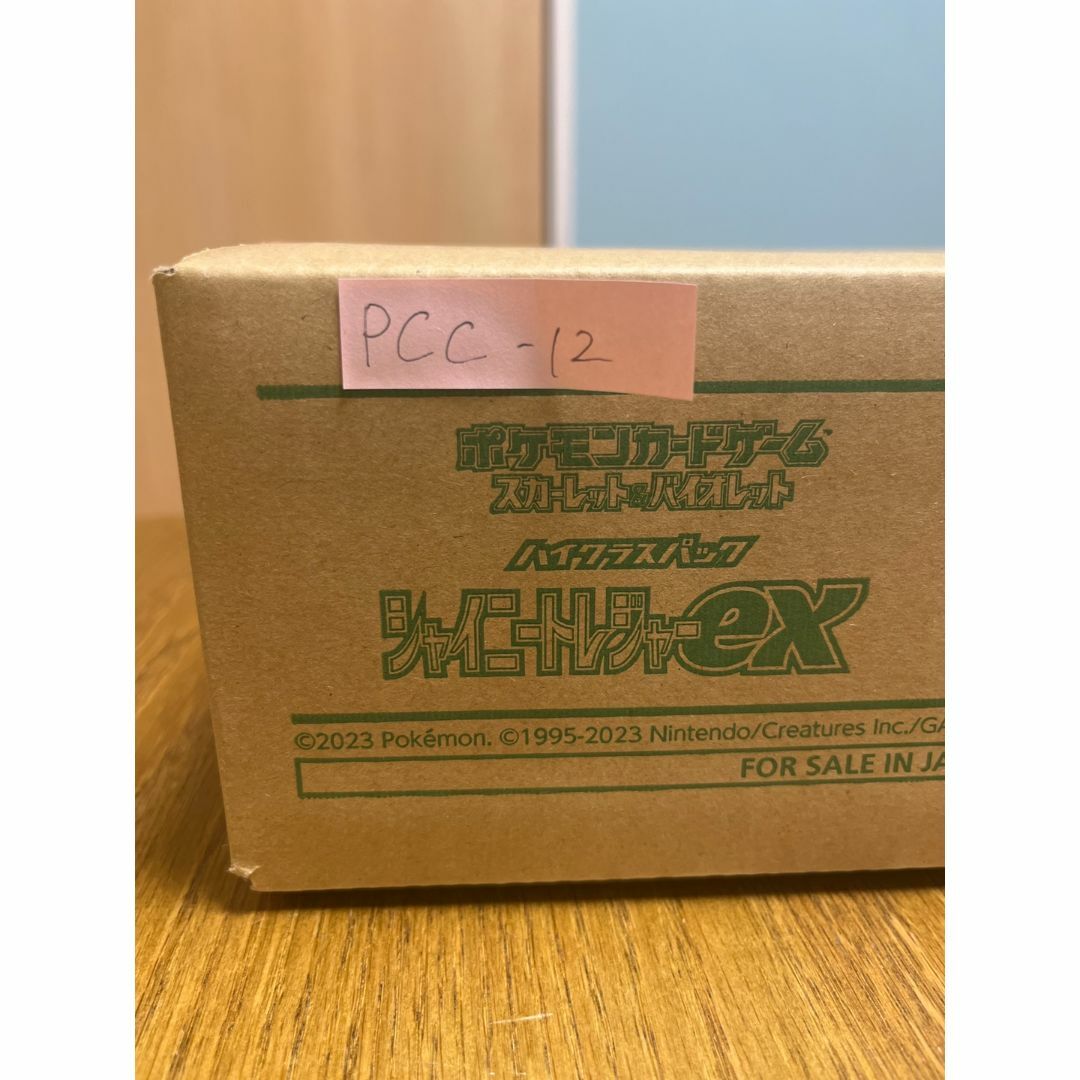 PCC-12
ポケモンカードゲーム
スカーレット&バイオレット
ハイクラスパック
シャイニートレジャーex
©2023 Pokémon. ©1995-2023 Nintendo/Creatures Inc./GA
FOR SALE IN JA